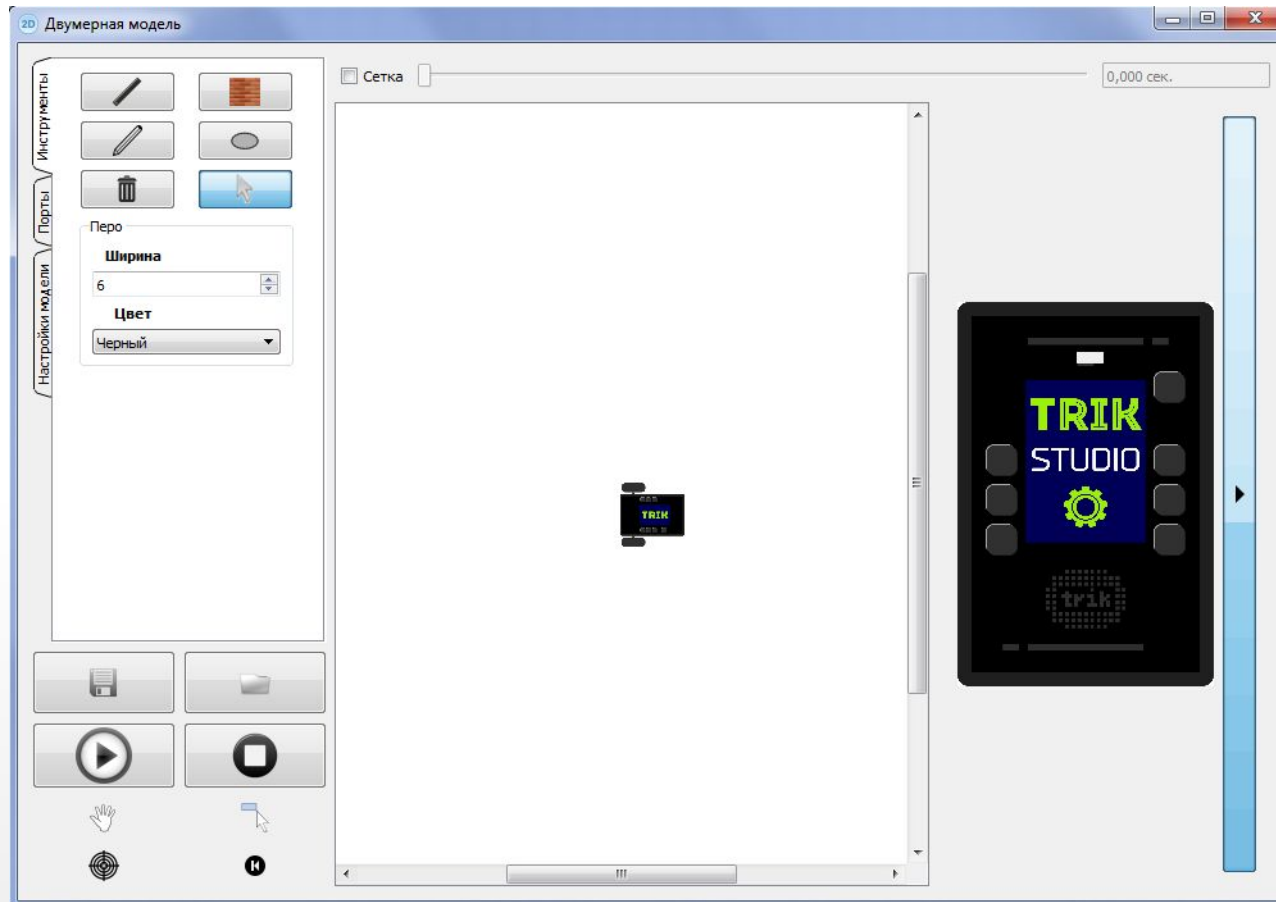 2D Двумерная модель
Инструменты
Порты
Настройки модели
Перо
Ширина
6
Цвет
Черный
Сетка
0,000 сек.
TRIK
TRIK
STUDIO
trik